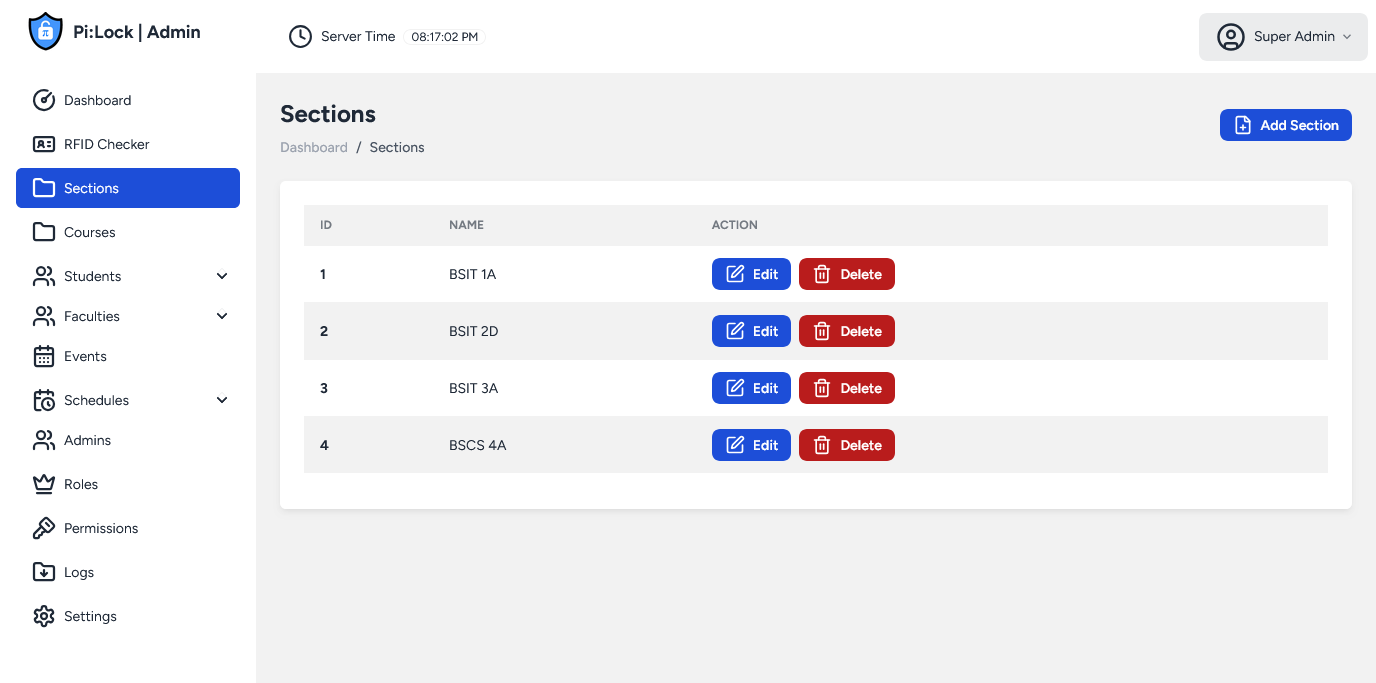 Pi:Lock | Admin
Server Time 08:17:02 PM
Super Admin
Dashboard
RFID Checker
Sections
Courses
Students
Faculties
Events
Schedules
Admins
Roles
Permissions
Logs
Settings
Sections
Dashboard / Sections
Add Section
ID NAME ACTION
1 BSIT 1A Edit Delete
2 BSIT 2D Edit Delete
3 BSIT 3A Edit Delete
4 BSCS 4A Edit Delete